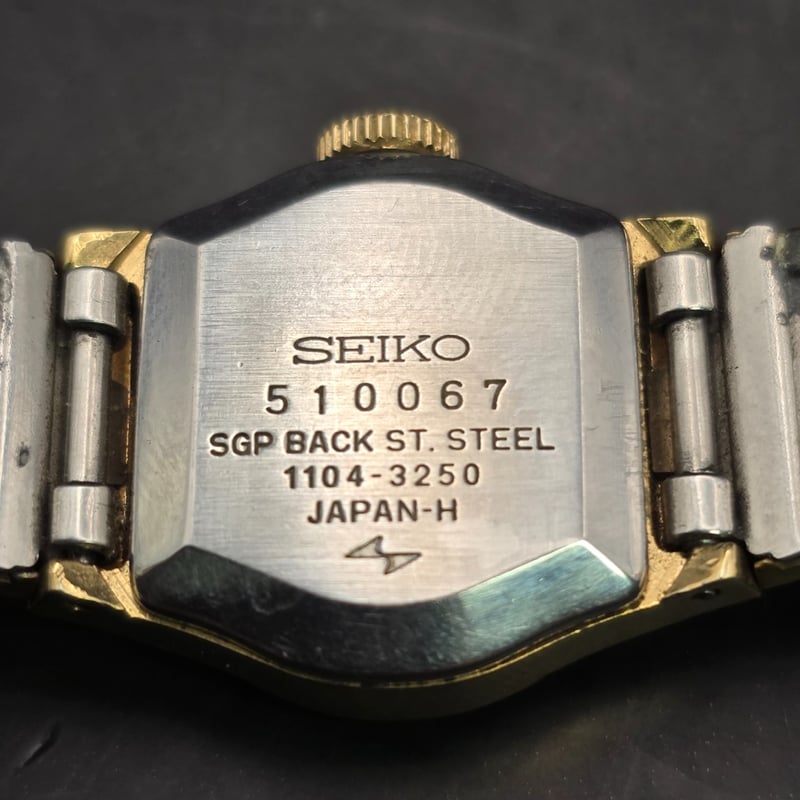 SEIKO
510067
SGP BACK ST. STEEL
1104-3250
JAPAN-H